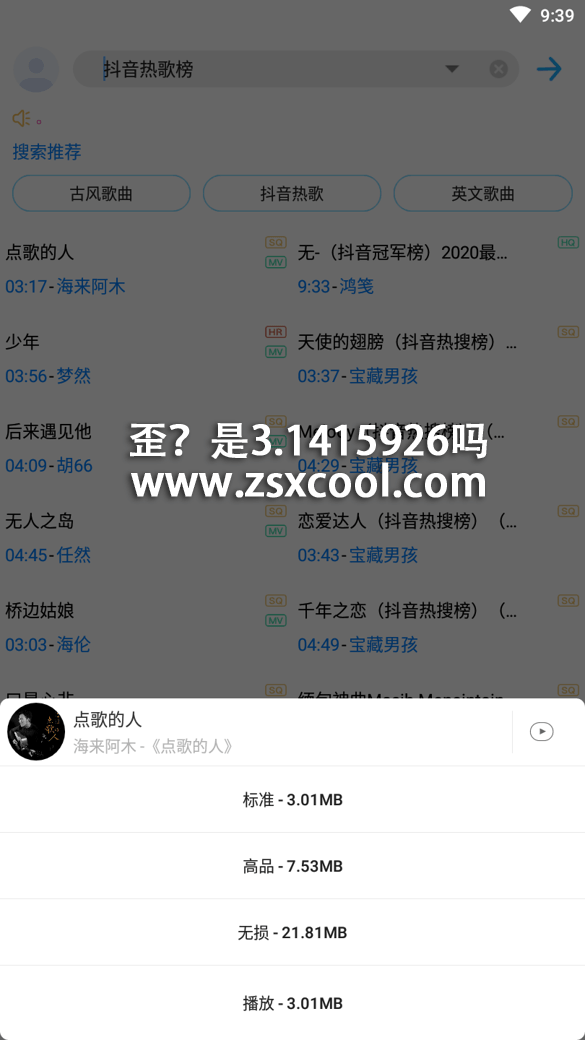 9:39
抖音热歌榜
。
搜索推荐
古风歌曲 抖音热歌 英文歌曲
点歌的人 SQ MV
03:17-海来阿木
无-（抖音冠军榜）2020最... HQ
9:33-鸿笺
少年 HR MV
03:56-梦然
天使的翅膀（抖音热搜榜）... SQ
03:37-宝藏男孩
歪？是3.1415926吗
www.zsxcool.com
后来遇见他 SQ MV
04:09-胡66
Melody（抖音热搜榜）（... SQ
04:29-宝藏男孩
无人之岛 SQ MV
04:45-任然
恋爱达人（抖音热搜榜）（... SQ
03:43-宝藏男孩
桥边姑娘 SQ MV
03:03-海伦
千年之恋（抖音热搜榜）（... SQ
04:49-宝藏男孩
SQ
SQ
点歌的人
海来阿木 -《点歌的人》
标准 - 3.01MB
高品 - 7.53MB
无损 - 21.81MB
播放 - 3.01MB